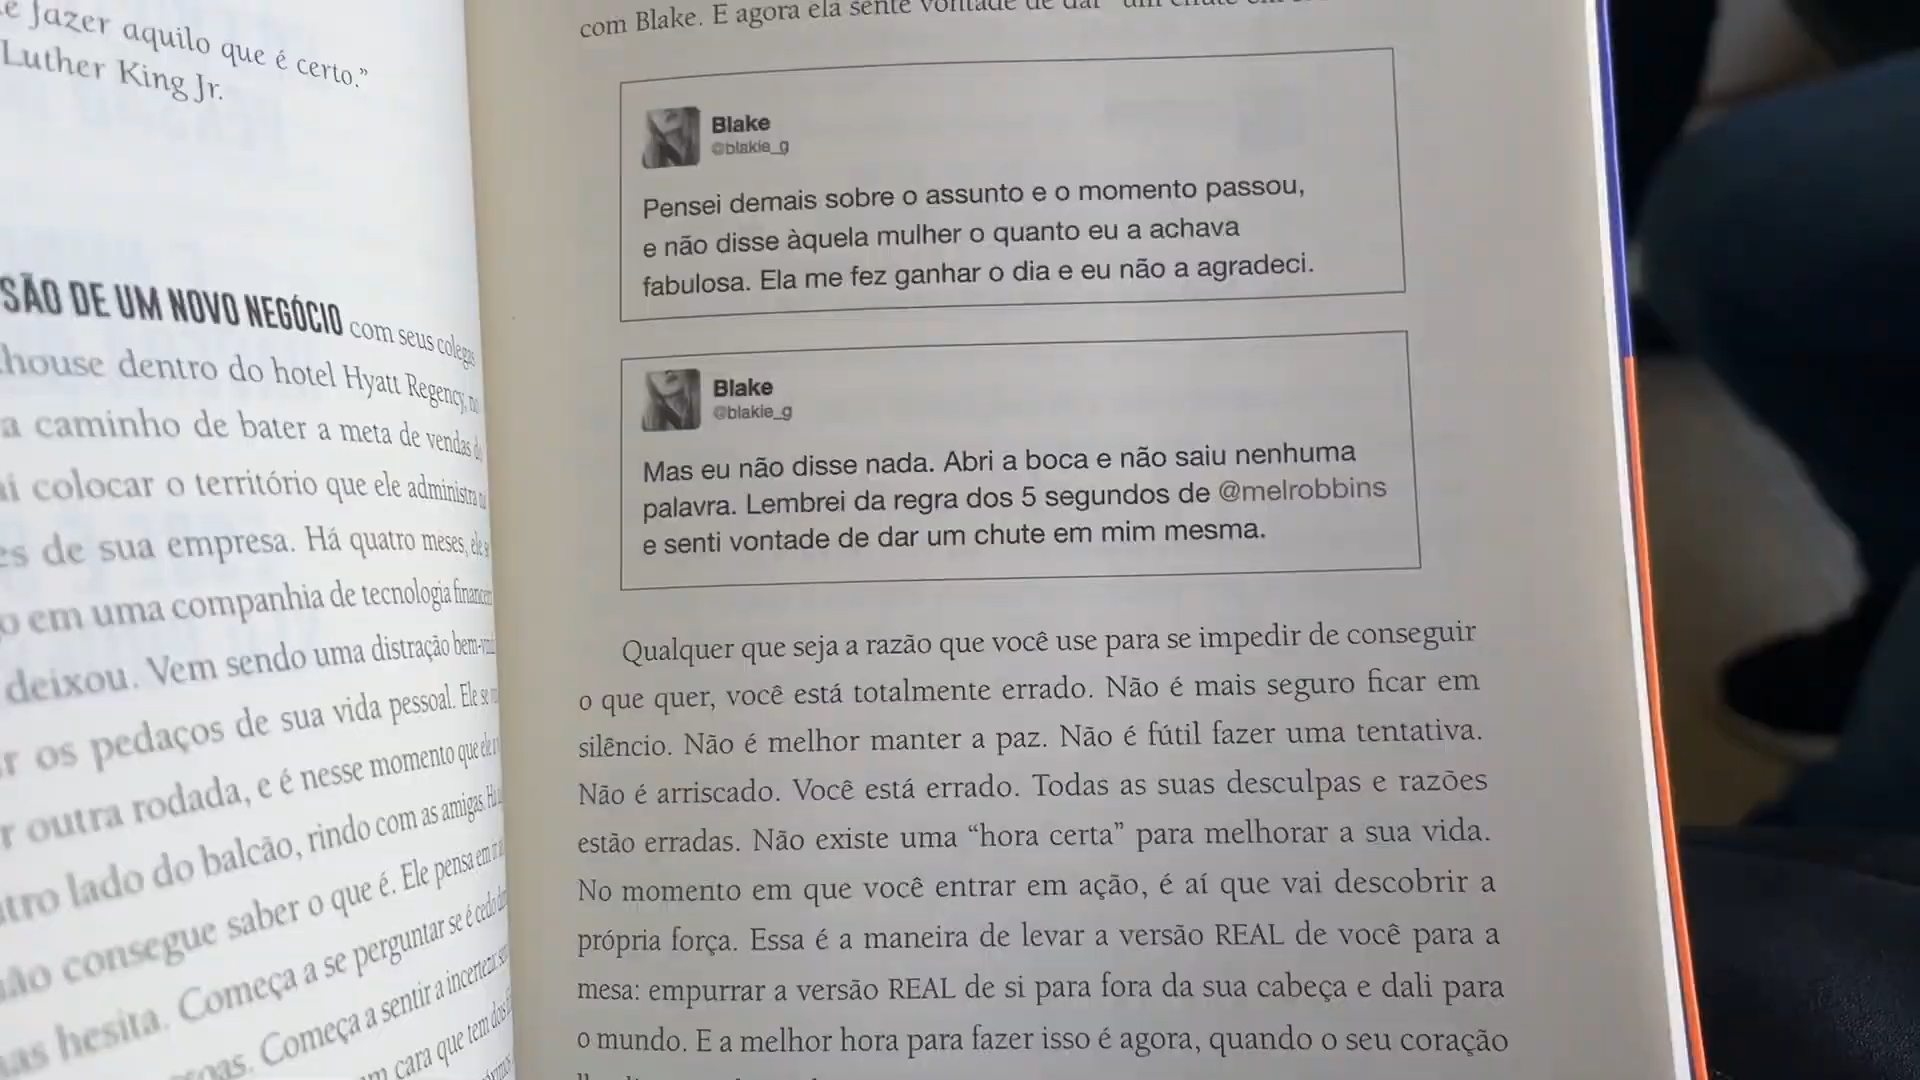 fazer aquilo que é certo.”
Luther King Jr.
SÃO DE UM NOVO NEGÓCIO com seus colegas
house dentro do hotel Hyatt Regency,
a caminho de bater a meta de vendas
colocar o território que ele administra
de sua empresa. Há quatro meses,
em uma companhia de tecnologia
deixou. Vem sendo uma distração
os pedaços de sua vida pessoal. Ele se
outra rodada, e é nesse momento que ele
lado do balcão, rindo com as amigas.
consegue saber o que é. Ele pensa em
hesita. Começa a se perguntar se é cedo
Começa a sentir a incerteza
cara que tem dois
com Blake. E agora ela sente vontade de dar “um chute em
Blake
@blakie_g
Pensei demais sobre o assunto e o momento passou,
e não disse àquela mulher o quanto eu a achava
fabulosa. Ela me fez ganhar o dia e eu não a agradeci.
Blake
@blakie_g
Mas eu não disse nada. Abri a boca e não saiu nenhuma
palavra. Lembrei da regra dos 5 segundos de @melrobbins
e senti vontade de dar um chute em mim mesma.
Qualquer que seja a razão que você use para se impedir de conseguir
o que quer, você está totalmente errado. Não é mais seguro ficar em
silêncio. Não é melhor manter a paz. Não é fútil fazer uma tentativa.
Não é arriscado. Você está errado. Todas as suas desculpas e razões
estão erradas. Não existe uma “hora certa” para melhorar a sua vida.
No momento em que você entrar em ação, é aí que vai descobrir a
própria força. Essa é a maneira de levar a versão REAL de você para a
mesa: empurrar a versão REAL de si para fora da sua cabeça e dali para
o mundo. E a melhor hora para fazer isso é agora, quando o seu coração